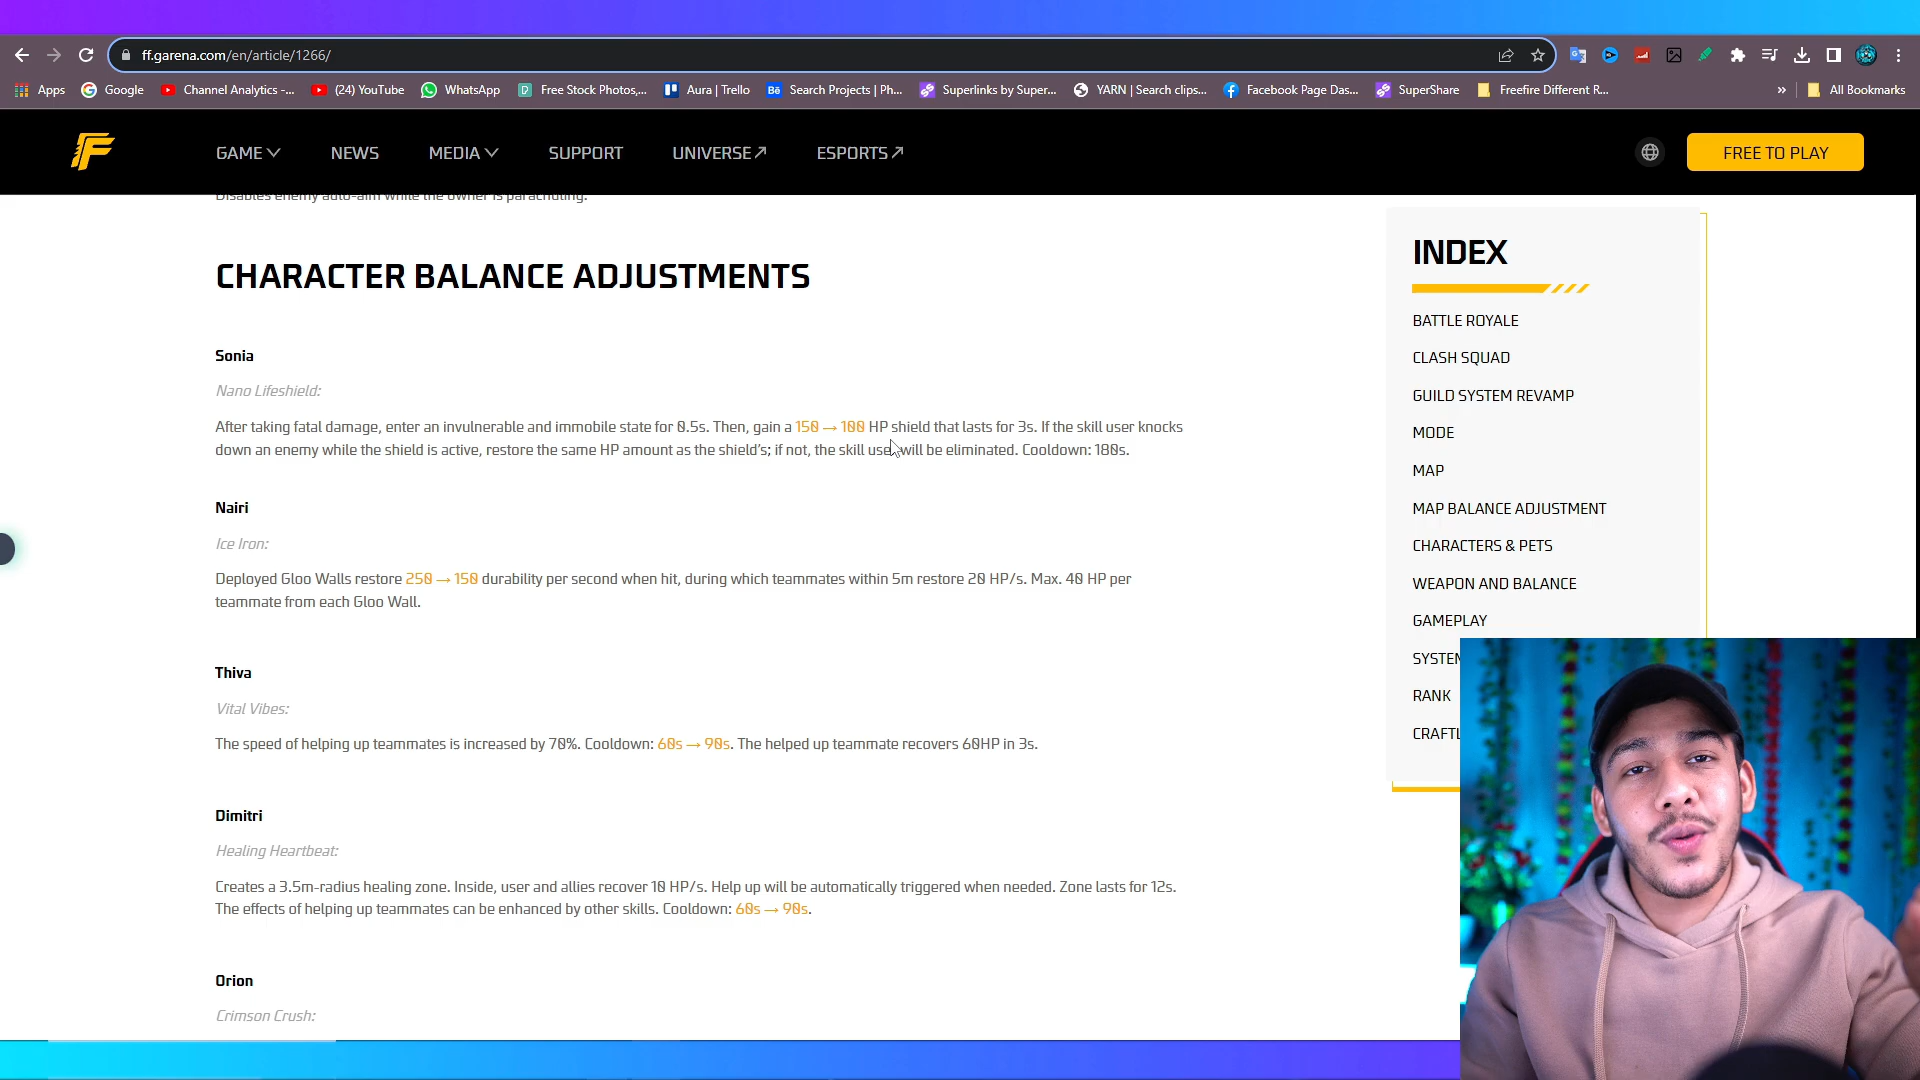 ff.garena.com/en/article/1266/
Apps Google Channel Analytics -... (24) YouTube WhatsApp Free Stock Photos,... Aura | Trello Search Projects | Ph... Superlinks by Super... YARN | Search clips... Facebook Page Das... SuperShare Freefire Different R... » All Bookmarks
GAME NEWS MEDIA SUPPORT UNIVERSE ESPORTS FREE TO PLAY
Disables enemy auto-aim while the owner is parachuting.
CHARACTER BALANCE ADJUSTMENTS
Sonia
Nano Lifeshield:
After taking fatal damage, enter an invulnerable and immobile state for 0.5s. Then, gain a 150 → 100 HP shield that lasts for 3s. If the skill user knocks
down an enemy while the shield is active, restore the same HP amount as the shield's; if not, the skill user will be eliminated. Cooldown: 180s.
Nairi
Ice Iron:
Deployed Gloo Walls restore 250 → 150 durability per second when hit, during which teammates within 5m restore 20 HP/s. Max. 40 HP per
teammate from each Gloo Wall.
Thiva
Vital Vibes:
The speed of helping up teammates is increased by 70%. Cooldown: 60s → 90s. The helped up teammate recovers 60HP in 3s.
Dimitri
Healing Heartbeat:
Creates a 3.5m-radius healing zone. Inside, user and allies recover 10 HP/s. Help up will be automatically triggered when needed. Zone lasts for 12s.
The effects of helping up teammates can be enhanced by other skills. Cooldown: 60s → 90s.
Orion
Crimson Crush:
INDEX
BATTLE ROYALE
CLASH SQUAD
GUILD SYSTEM REVAMP
MODE
MAP
MAP BALANCE ADJUSTMENT
CHARACTERS & PETS
WEAPON AND BALANCE
GAMEPLAY
SYSTEM
RANK
CRAFTL